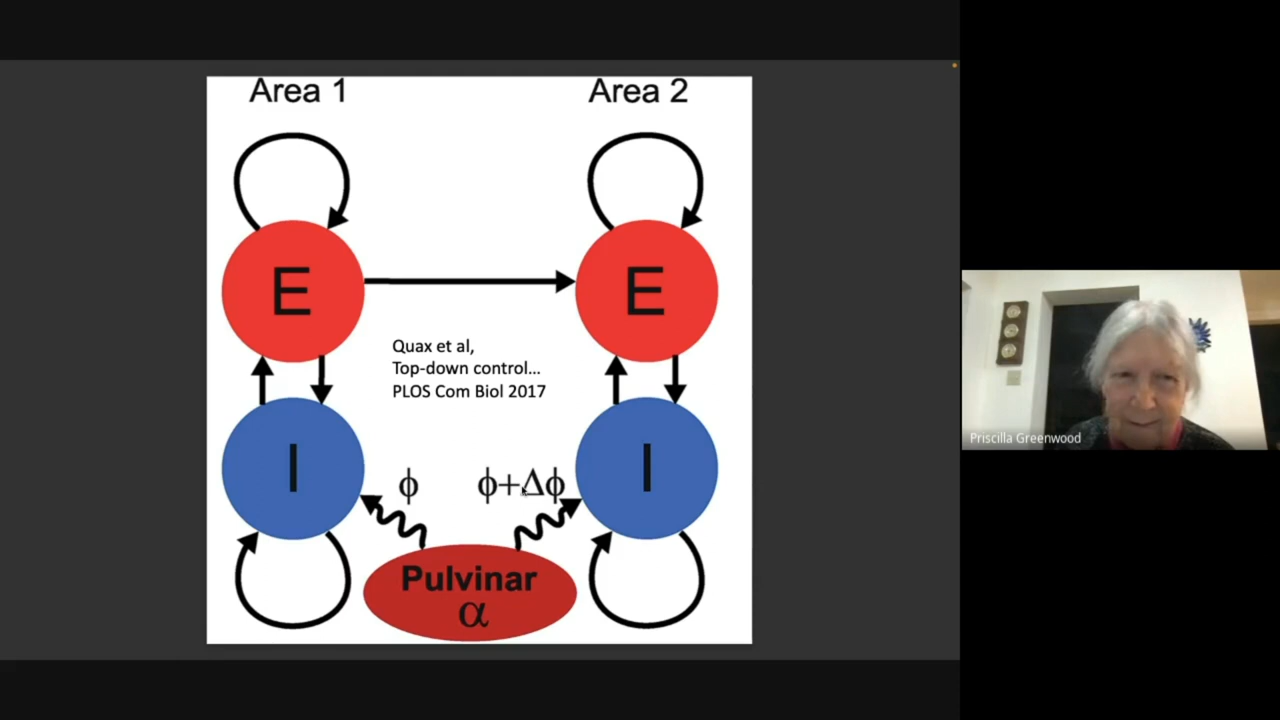 Area 1
Area 2
E
E
Quax et al,
Top-down control...
PLOS Com Biol 2017
I
I
ϕ
ϕ+Δϕ
Pulvinar
α
Priscilla Greenwood